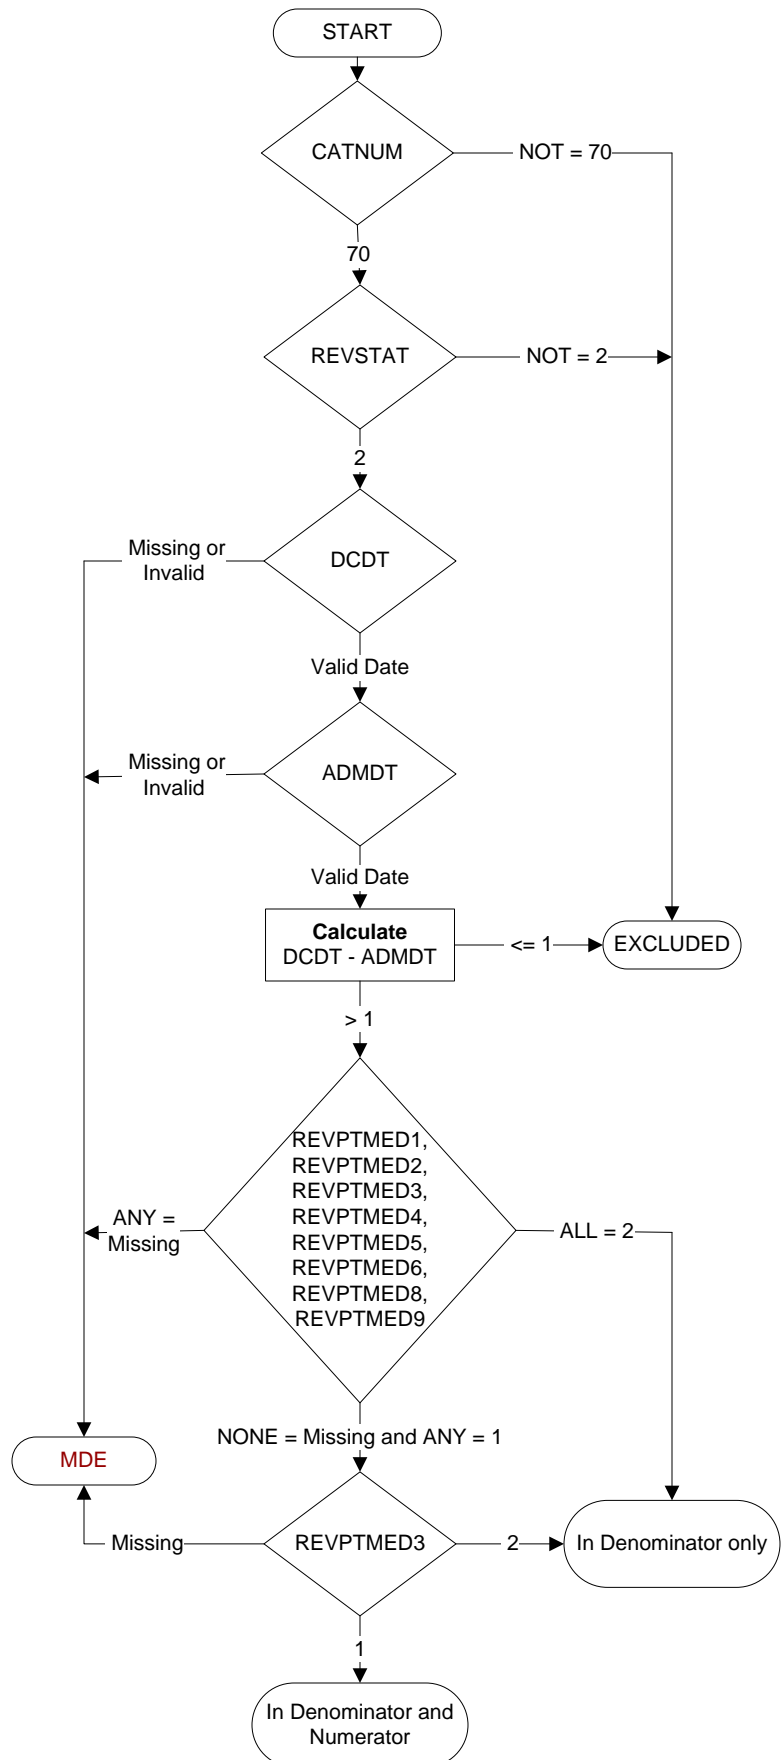 START
CATNUM
NOT = 70
70
REVSTAT
NOT = 2
2
Missing or
Invalid
DCDT
Valid Date
Missing or
Invalid
ADMDT
Valid Date
Calculate
DCDT - ADMDT
<= 1
EXCLUDED
> 1
REVPTMED1,
REVPTMED2,
REVPTMED3,
REVPTMED4,
REVPTMED5,
REVPTMED6,
REVPTMED8,
REVPTMED9
ANY =
Missing
ALL = 2
NONE = Missing and ANY = 1
MDE
Missing
REVPTMED3
2
In Denominator only
1
In Denominator and
Numerator